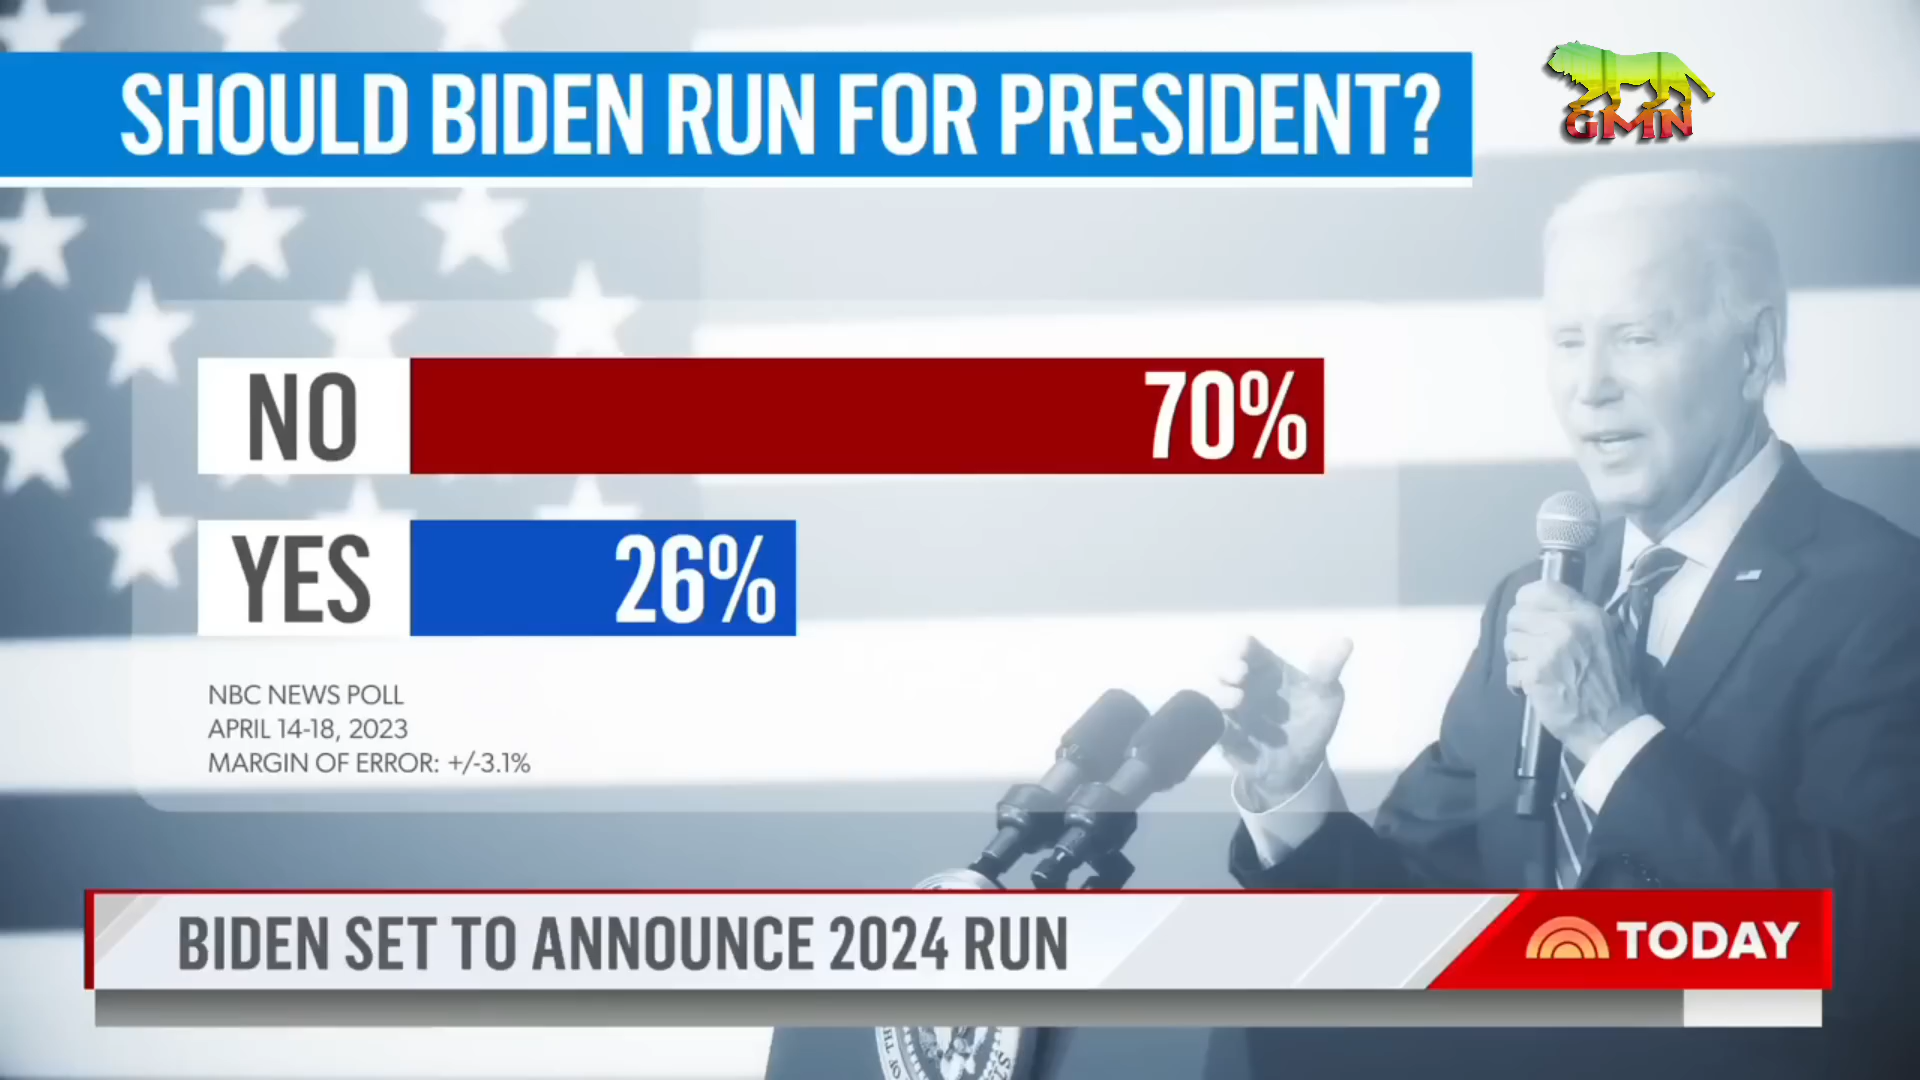 SHOULD BIDEN RUN FOR PRESIDENT?
GMN
NO 70%
YES 26%
NBC NEWS POLL
APRIL 14-18, 2023
MARGIN OF ERROR: +/-3.1%
BIDEN SET TO ANNOUNCE 2024 RUN
TODAY